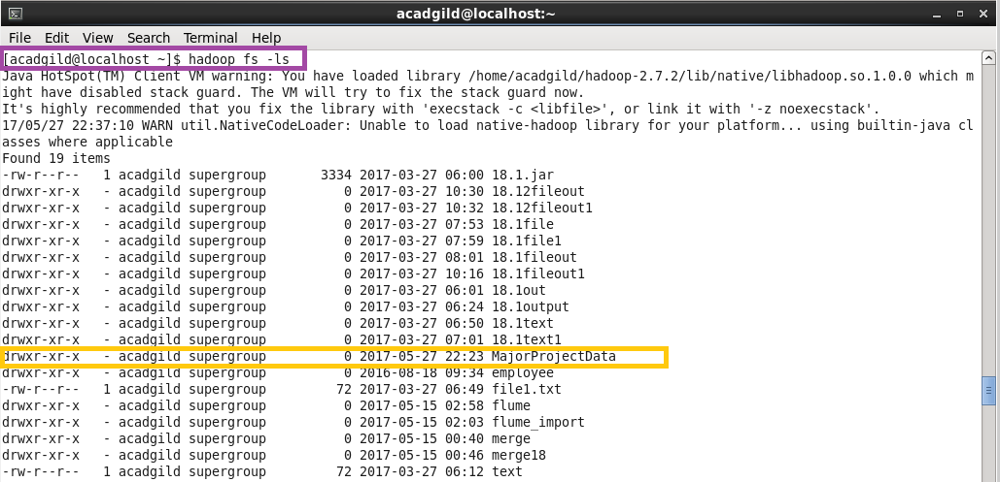 acadgild@localhost:~
File Edit View Search Terminal Help
[acadgild@localhost ~]$ hadoop fs -ls
Java HotSpot(TM) Client VM warning: You have loaded library /home/acadgild/hadoop-2.7.2/lib/native/libhadoop.so.1.0.0 which m
ight have disabled stack guard. The VM will try to fix the stack guard now.
It's highly recommended that you fix the library with 'execstack -c <libfile>', or link it with '-z noexecstack'.
17/05/27 22:37:10 WARN util.NativeCodeLoader: Unable to load native-hadoop library for your platform... using builtin-java cl
asses where applicable
Found 19 items
-rw-r--r--   1 acadgild supergroup       3334 2017-03-27 06:00 18.1.jar
drwxr-xr-x   - acadgild supergroup          0 2017-03-27 10:30 18.12fileout
drwxr-xr-x   - acadgild supergroup          0 2017-03-27 10:32 18.12fileout1
drwxr-xr-x   - acadgild supergroup          0 2017-03-27 07:53 18.1file
drwxr-xr-x   - acadgild supergroup          0 2017-03-27 07:59 18.1file1
drwxr-xr-x   - acadgild supergroup          0 2017-03-27 08:01 18.1fileout
drwxr-xr-x   - acadgild supergroup          0 2017-03-27 10:16 18.1fileout1
drwxr-xr-x   - acadgild supergroup          0 2017-03-27 06:01 18.1out
drwxr-xr-x   - acadgild supergroup          0 2017-03-27 06:24 18.1output
drwxr-xr-x   - acadgild supergroup          0 2017-03-27 06:50 18.1text
drwxr-xr-x   - acadgild supergroup          0 2017-03-27 07:01 18.1text1
drwxr-xr-x   - acadgild supergroup          0 2017-05-27 22:23 MajorProjectData
drwxr-xr-x   - acadgild supergroup          0 2016-08-18 09:34 employee
-rw-r--r--   1 acadgild supergroup         72 2017-03-27 06:49 file1.txt
drwxr-xr-x   - acadgild supergroup          0 2017-05-15 02:58 flume
drwxr-xr-x   - acadgild supergroup          0 2017-05-15 02:03 flume_import
drwxr-xr-x   - acadgild supergroup          0 2017-05-15 00:40 merge
drwxr-xr-x   - acadgild supergroup          0 2017-05-15 00:46 merge18
-rw-r--r--   1 acadgild supergroup         72 2017-03-27 06:12 text